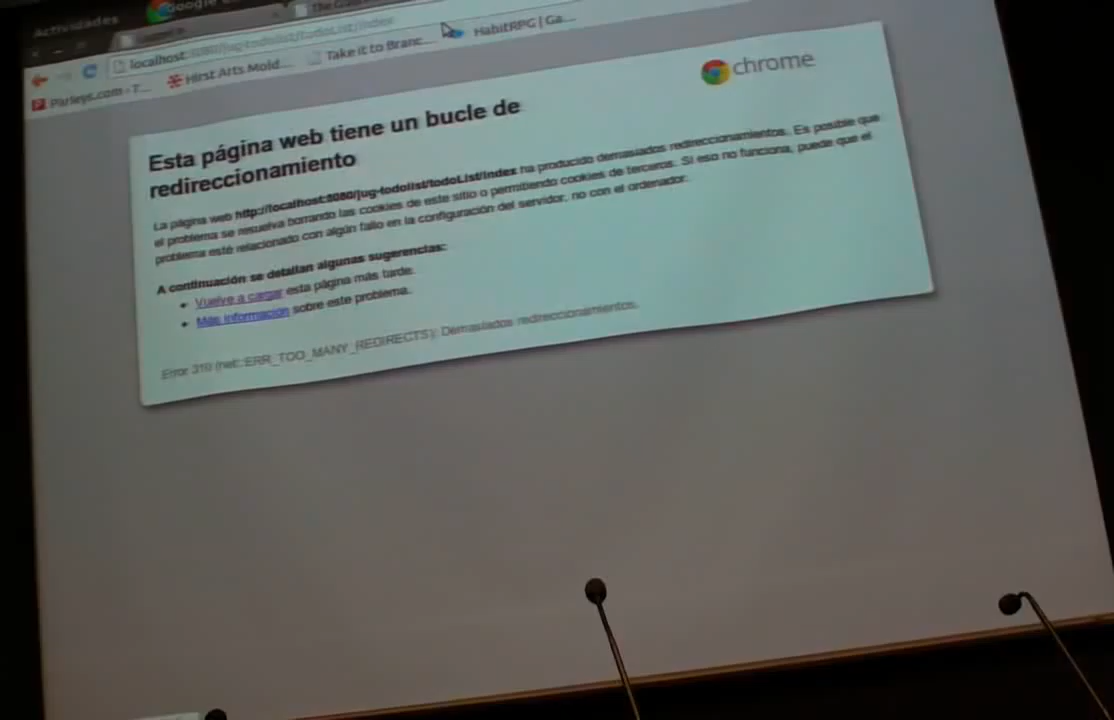 Actividades
Google
localhost:8080/jug-todolist/todoList/index
Parleys.com - T...
Hirst Arts Mold...
Take it to Branc...
HabitRPG | Ga...
chrome
Esta página web tiene un bucle de
redireccionamiento
La página web http://localhost:8080/jug-todolist/todoList/index ha producido demasiados redireccionamientos. Es posible que
el problema se resuelva borrando las cookies de este sitio o permitiendo cookies de terceros. Si eso no funciona, puede que el
problema esté relacionado con algún fallo en la configuración del servidor, no con el ordenador.
A continuación se detallan algunas sugerencias:
Vuelve a cargar esta página más tarde.
Más información sobre este problema.
Error 310 (net::ERR_TOO_MANY_REDIRECTS): Demasiados redireccionamientos.